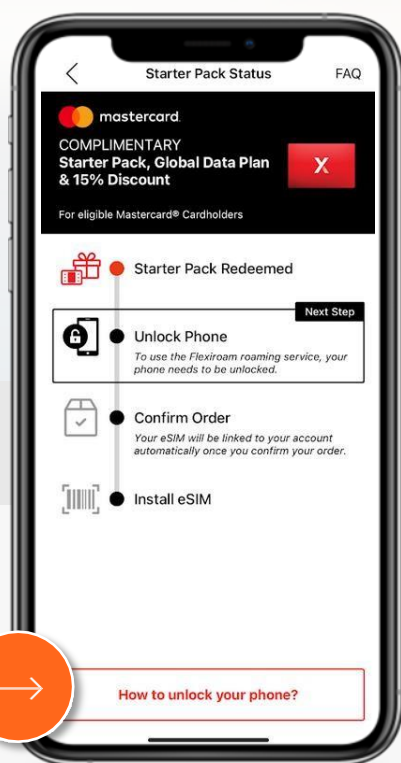 Starter Pack Status
FAQ
mastercard.
COMPLIMENTARY
Starter Pack, Global Data Plan
& 15% Discount
X
For eligible Mastercard® Cardholders
Starter Pack Redeemed
Next Step
Unlock Phone
To use the Flexiroam roaming service, your
phone needs to be unlocked.
Confirm Order
Your eSIM will be linked to your account
automatically once you confirm your order.
Install eSIM
How to unlock your phone?